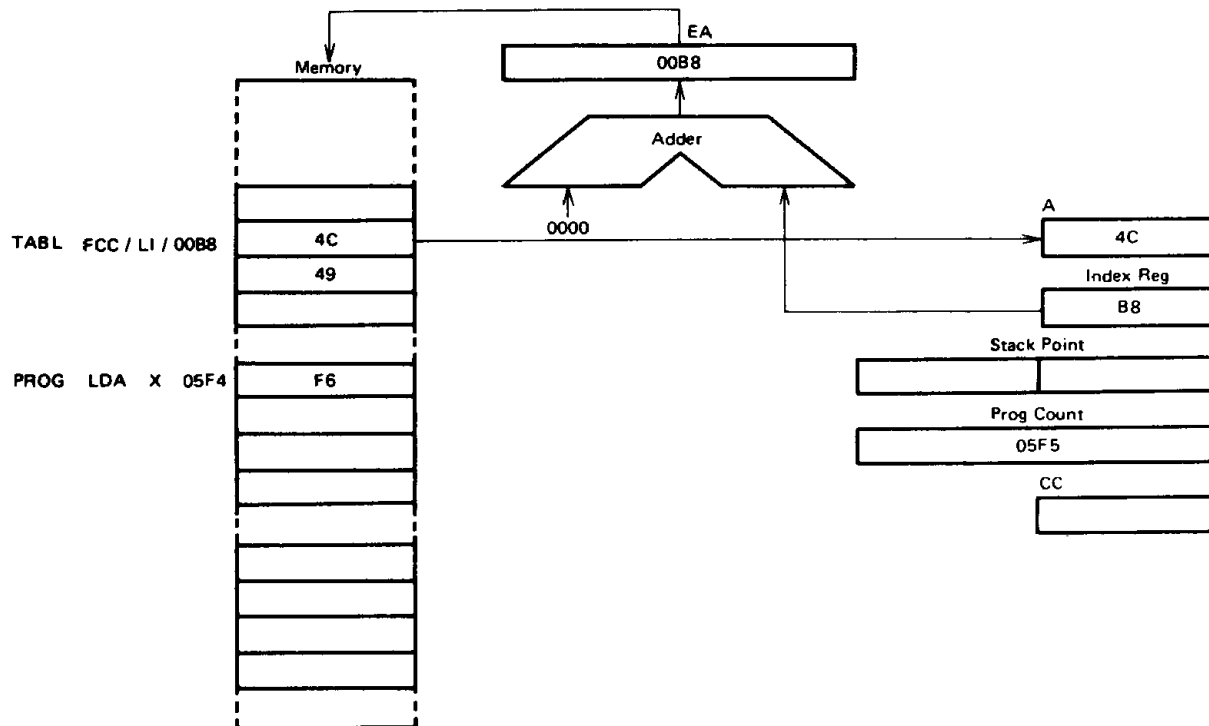 EA
00B8
Memory
Adder
0000
A
TABL FCC / LI / 00B8 4C 4C
49
Index Reg
B8
Stack Point
PROG LDA X 05F4 F6
Prog Count
05F5
CC